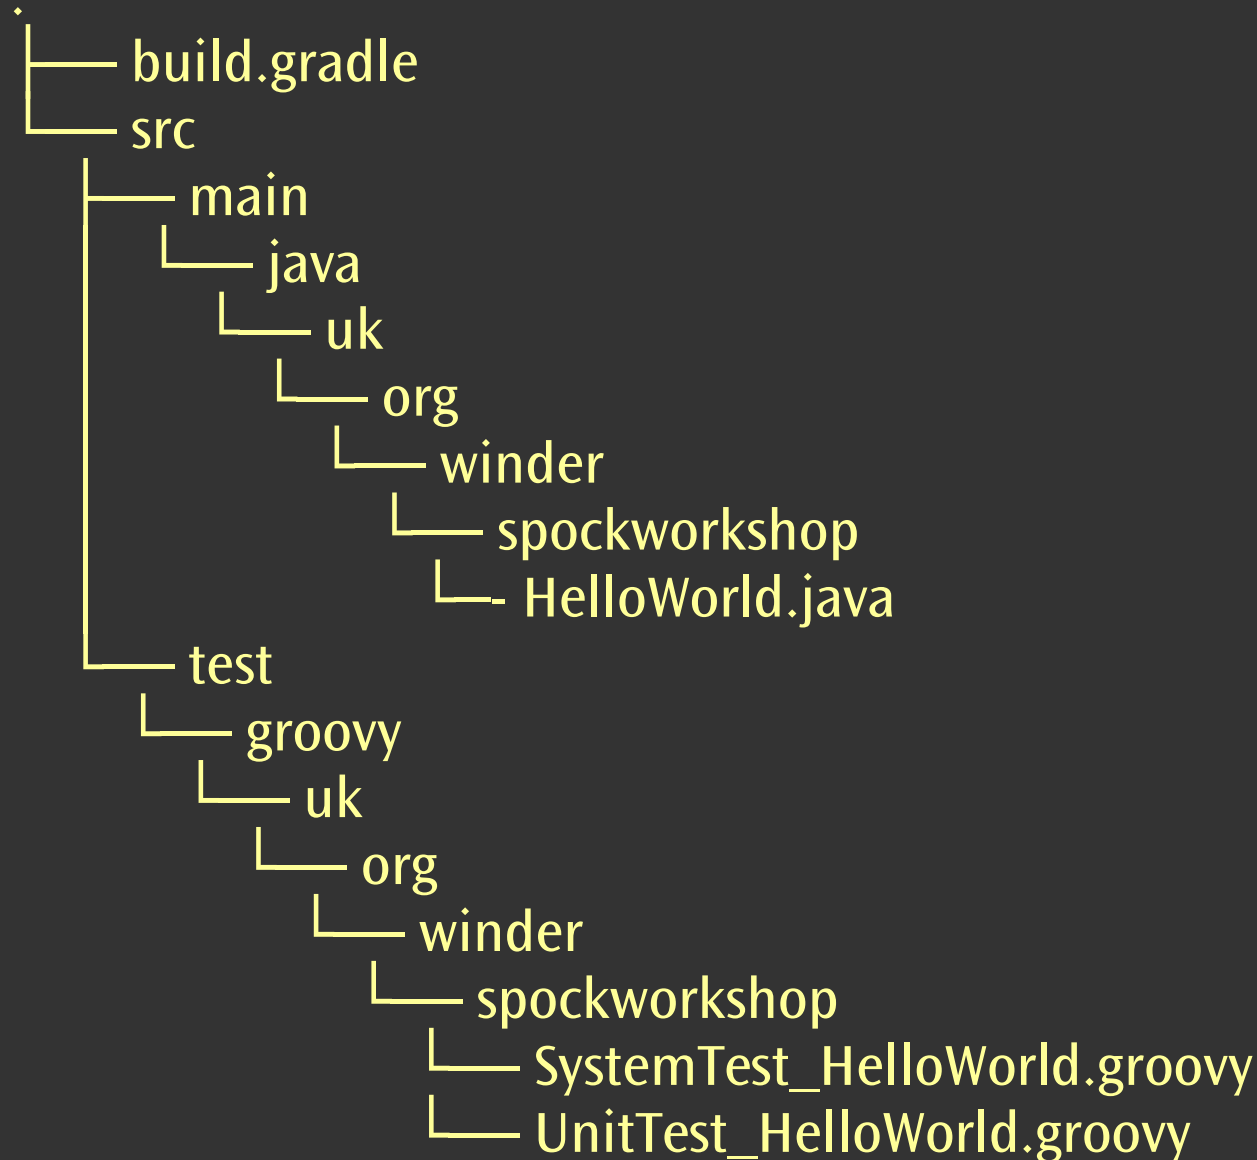 .
build.gradle
src
main
java
uk
org
winder
spockworkshop
HelloWorld.java
test
groovy
uk
org
winder
spockworkshop
SystemTest_HelloWorld.groovy
UnitTest_HelloWorld.groovy